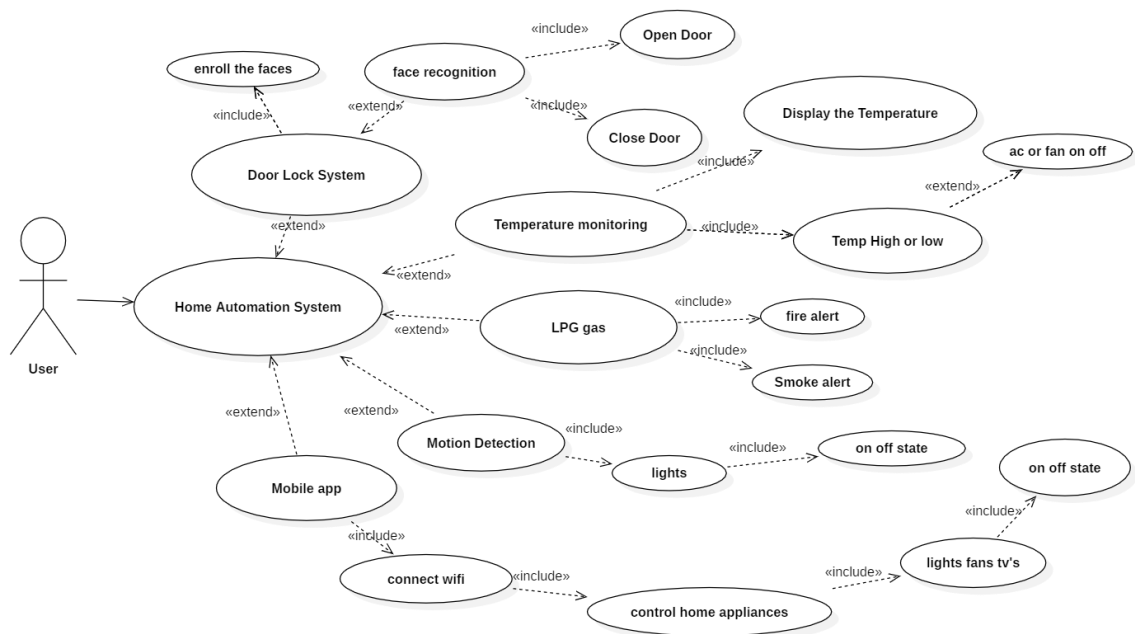 «include»
Open Door
enroll the faces
face recognition
«include»
«extend»
«include»
Display the Temperature
Close Door
ac or fan on off
Door Lock System
«include»
«extend»
«extend»
Temperature monitoring
«include»
Temp High or low
«extend»
Home Automation System
«include»
fire alert
LPG gas
«extend»
«include»
User
Smoke alert
«extend»
«extend»
«include»
Motion Detection
«include»
on off state
lights
on off state
Mobile app
«include»
«include»
lights fans tv's
connect wifi
«include»
«include»
control home appliances